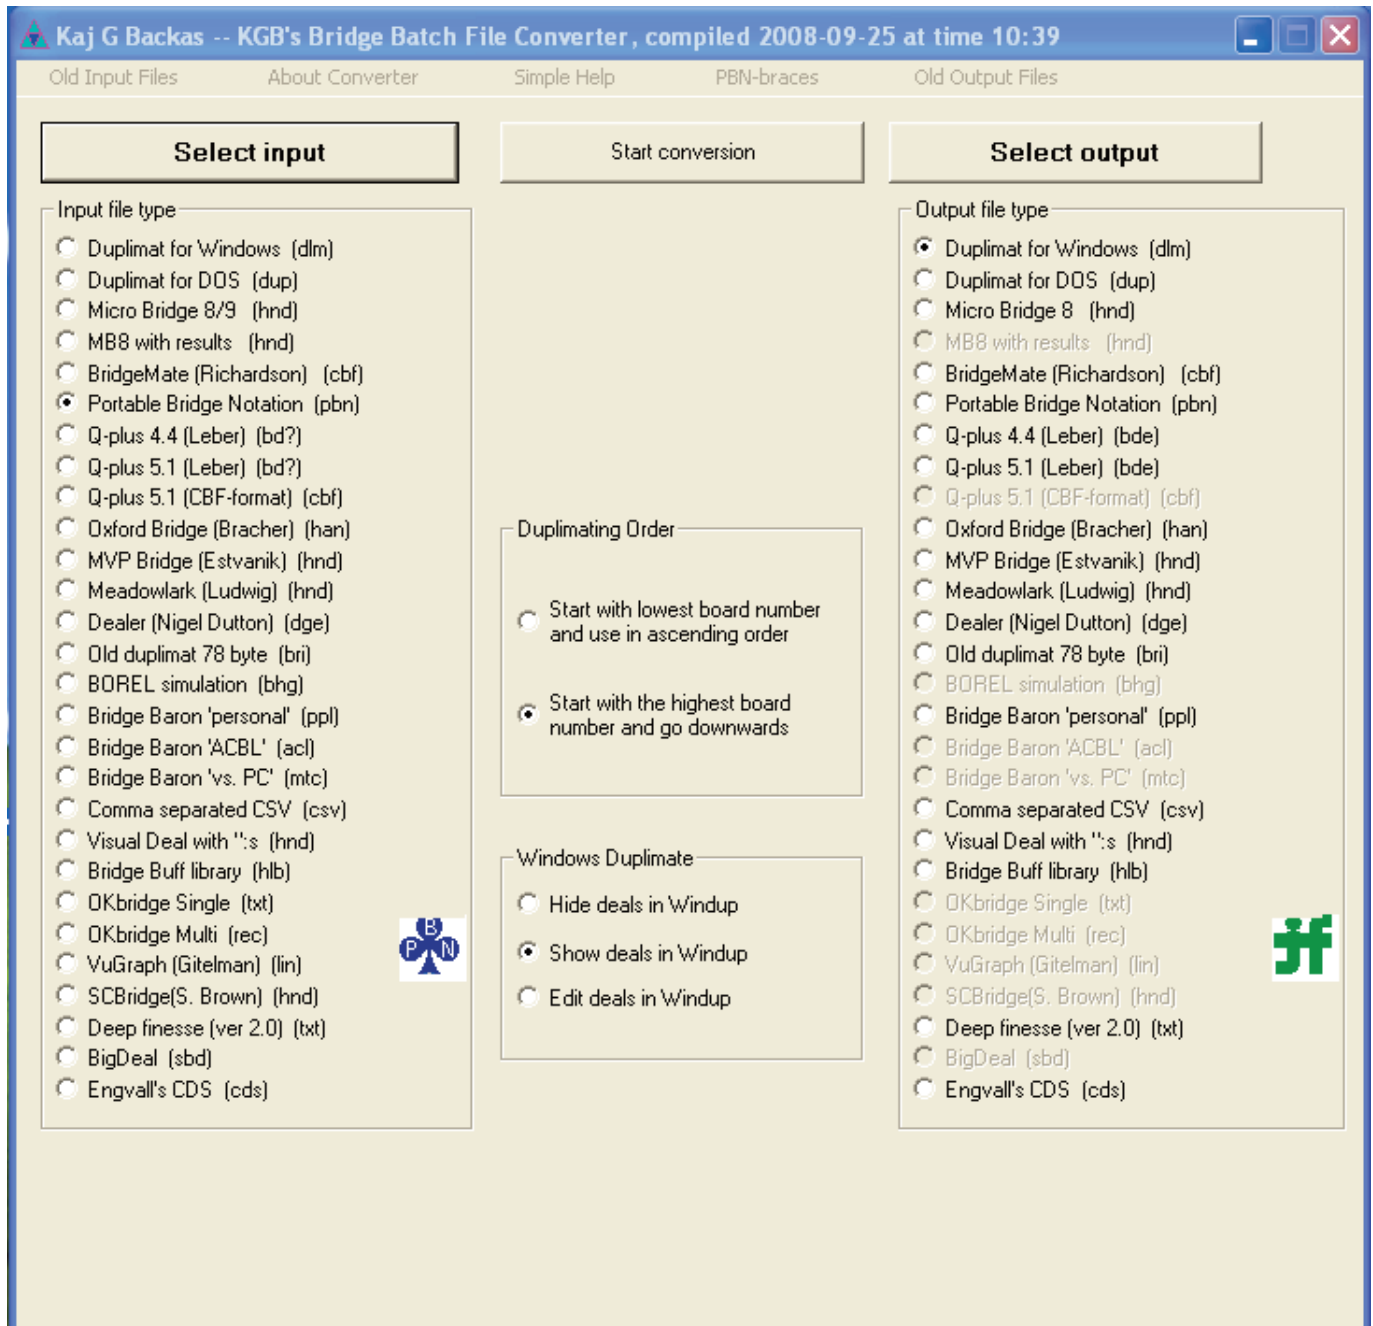 Kaj G Backas -- KGB's Bridge Batch File Converter, compiled 2008-09-25 at time 10:39
Old Input Files About Converter Simple Help PBN-braces Old Output Files
Select input Start conversion Select output
Input file type
Duplimat for Windows (dlm)
Duplimat for DOS (dup)
Micro Bridge 8/9 (hnd)
MB8 with results (hnd)
BridgeMate (Richardson) (cbf)
Portable Bridge Notation (pbn)
Q-plus 4.4 (Leber) (bd?)
Q-plus 5.1 (Leber) (bd?)
Q-plus 5.1 (CBF-format) (cbf)
Oxford Bridge (Bracher) (han)
MVP Bridge (Estvanik) (hnd)
Meadowlark (Ludwig) (hnd)
Dealer (Nigel Dutton) (dge)
Old duplimat 78 byte (bri)
BOREL simulation (bhg)
Bridge Baron 'personal' (ppl)
Bridge Baron 'ACBL' (acl)
Bridge Baron 'vs. PC' (mtc)
Comma separated CSV (csv)
Visual Deal with '':s (hnd)
Bridge Buff library (hlb)
OKbridge Single (txt)
OKbridge Multi (rec)
VuGraph (Gitelman) (lin)
SCBridge(S. Brown) (hnd)
Deep finesse (ver 2.0) (txt)
BigDeal (sbd)
Engvall's CDS (cds)
B
P N
Duplimating Order
Start with lowest board number
and use in ascending order
Start with the highest board
number and go downwards
Windows Duplimate
Hide deals in Windup
Show deals in Windup
Edit deals in Windup
Output file type
Duplimat for Windows (dlm)
Duplimat for DOS (dup)
Micro Bridge 8 (hnd)
MB8 with results (hnd)
BridgeMate (Richardson) (cbf)
Portable Bridge Notation (pbn)
Q-plus 4.4 (Leber) (bde)
Q-plus 5.1 (Leber) (bde)
Q-plus 5.1 (CBF-format) (cbf)
Oxford Bridge (Bracher) (han)
MVP Bridge (Estvanik) (hnd)
Meadowlark (Ludwig) (hnd)
Dealer (Nigel Dutton) (dge)
Old duplimat 78 byte (bri)
BOREL simulation (bhg)
Bridge Baron 'personal' (ppl)
Bridge Baron 'ACBL' (acl)
Bridge Baron 'vs. PC' (mtc)
Comma separated CSV (csv)
Visual Deal with '':s (hnd)
Bridge Buff library (hlb)
OKbridge Single (txt)
OKbridge Multi (rec)
VuGraph (Gitelman) (lin)
SCBridge(S. Brown) (hnd)
Deep finesse (ver 2.0) (txt)
BigDeal (sbd)
Engvall's CDS (cds)
jf